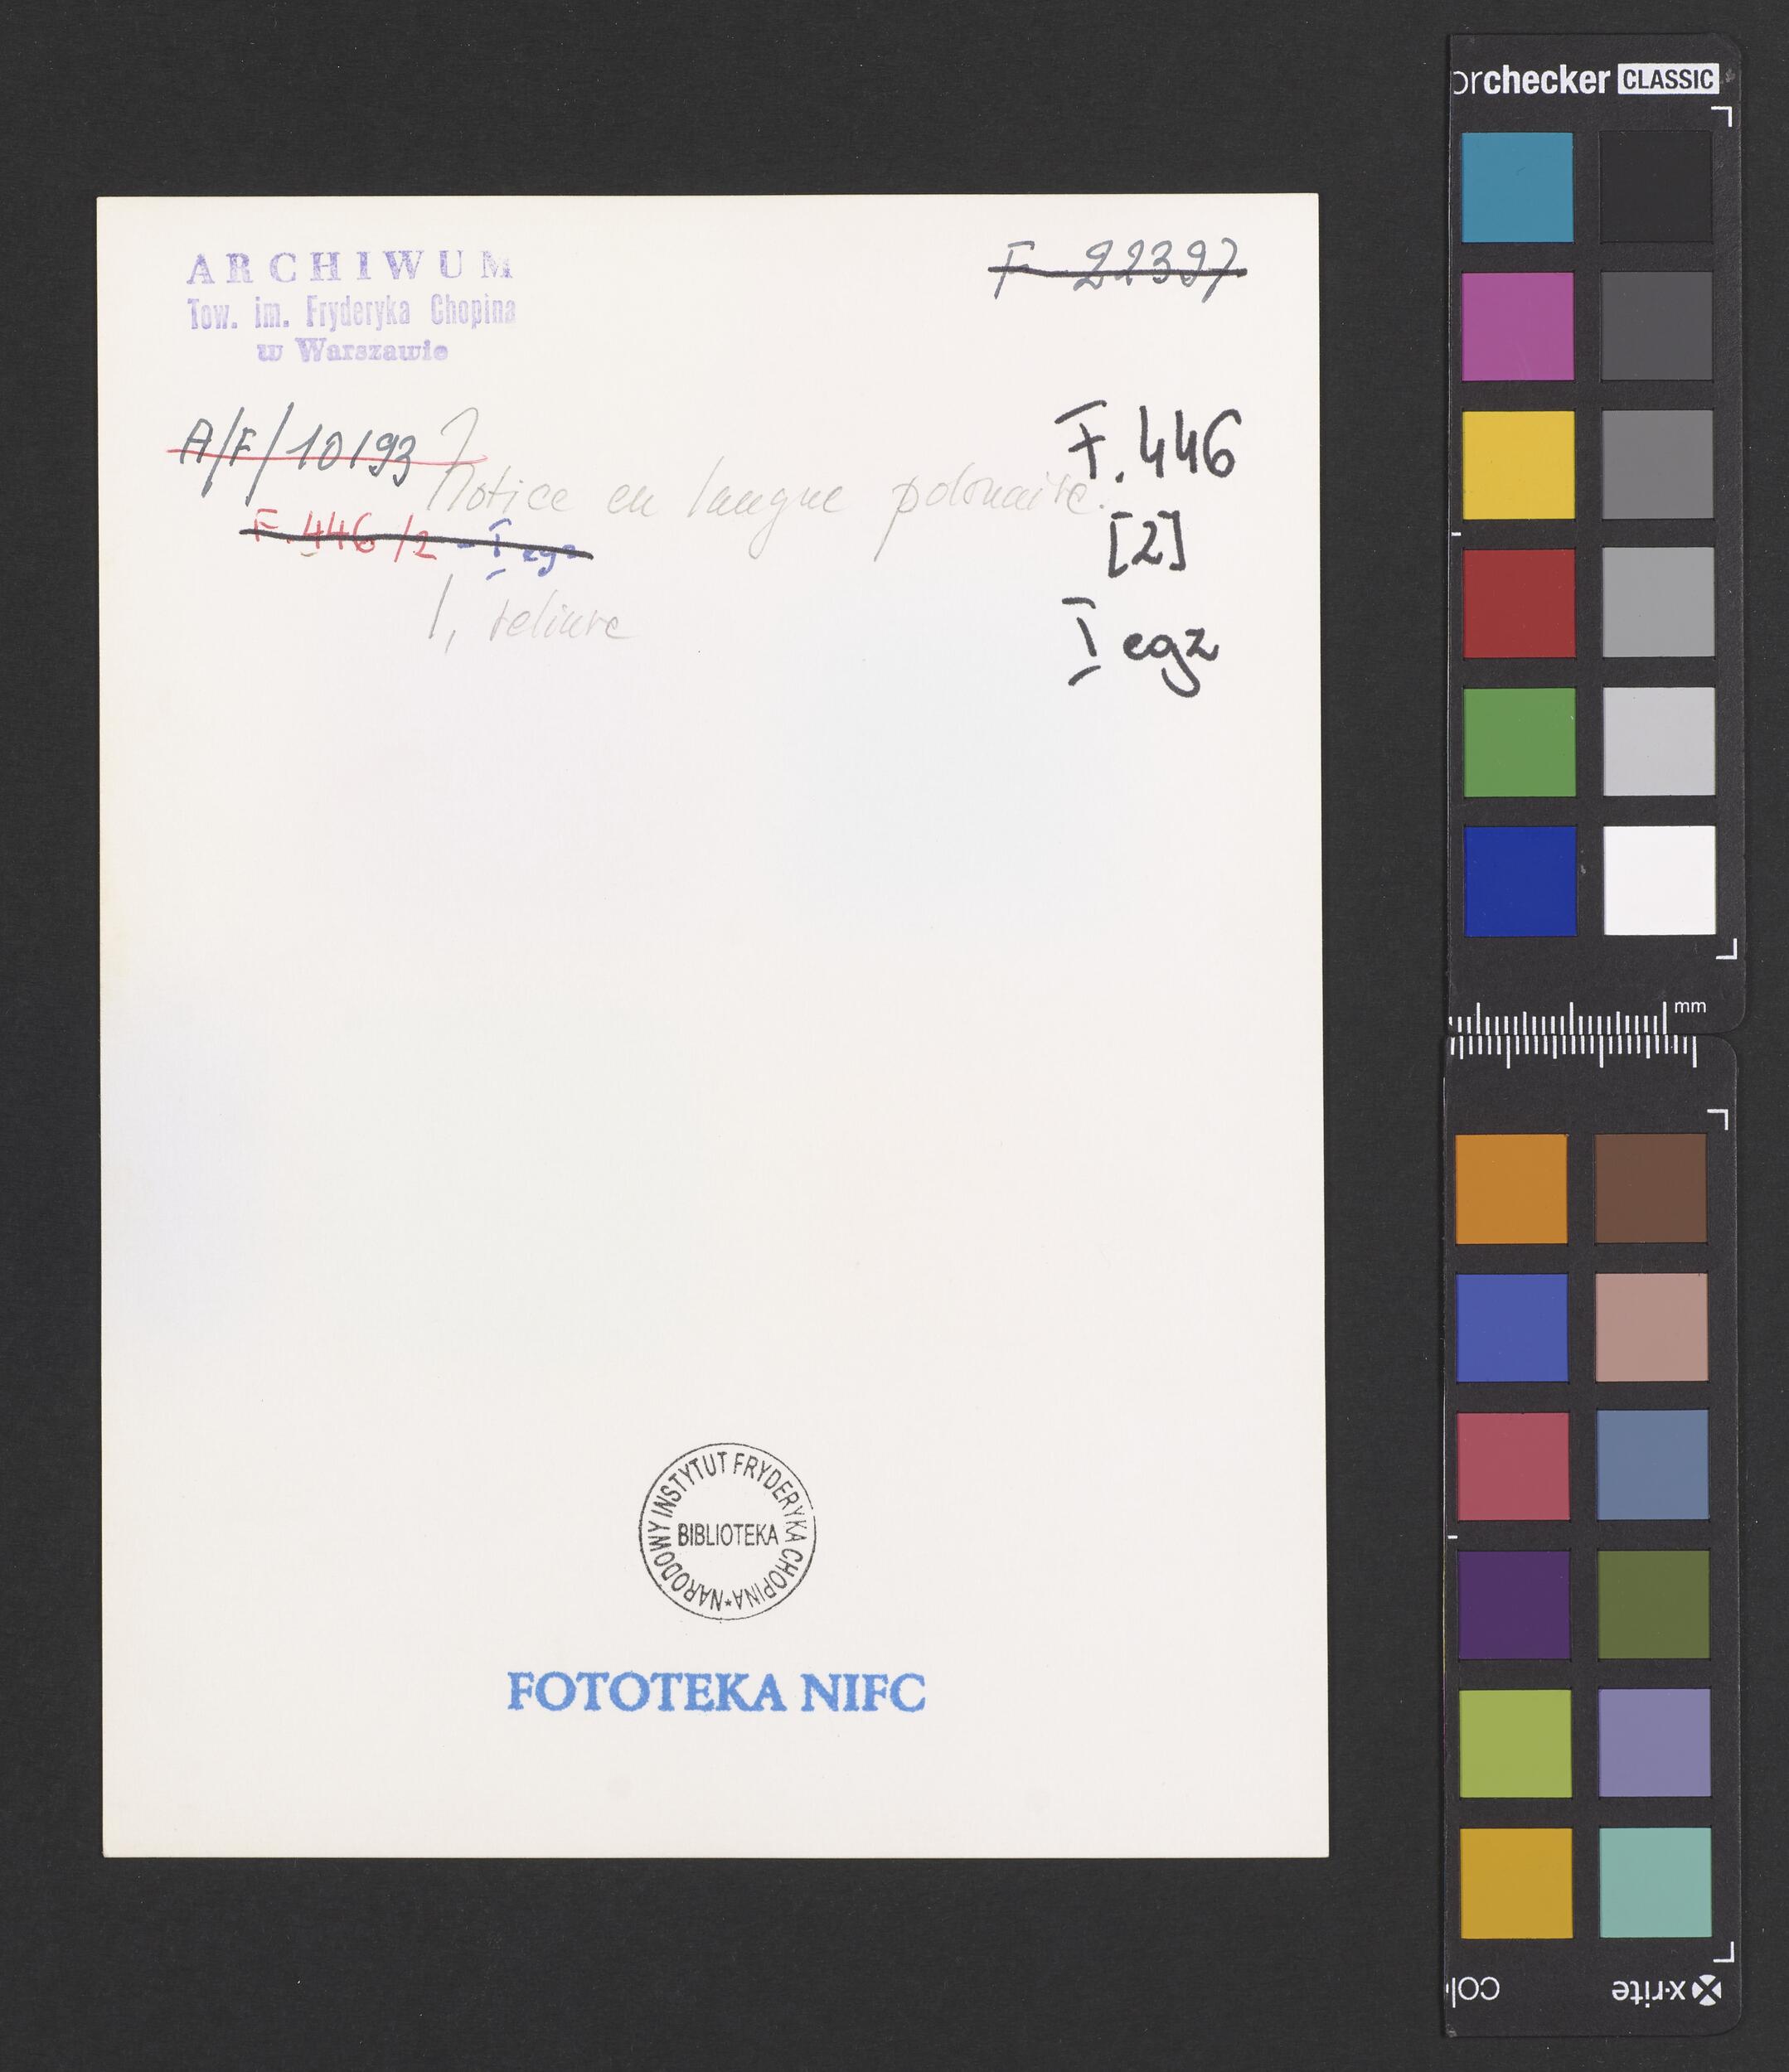 ARCHIWUM
Tow. im. Fryderyka Chopina
w Warszawie
F 22397
A/F/10193
Notice en langue polonaise.
F.446/2 - I egz
1, reliure
F.446
[2]
I egz
NARODOWY INSTYTUT FRYDERYKA CHOPINA
BIBLIOTEKA
FOTOTEKA NIFC
orchecker CLASSIC
mm
x-rite
col